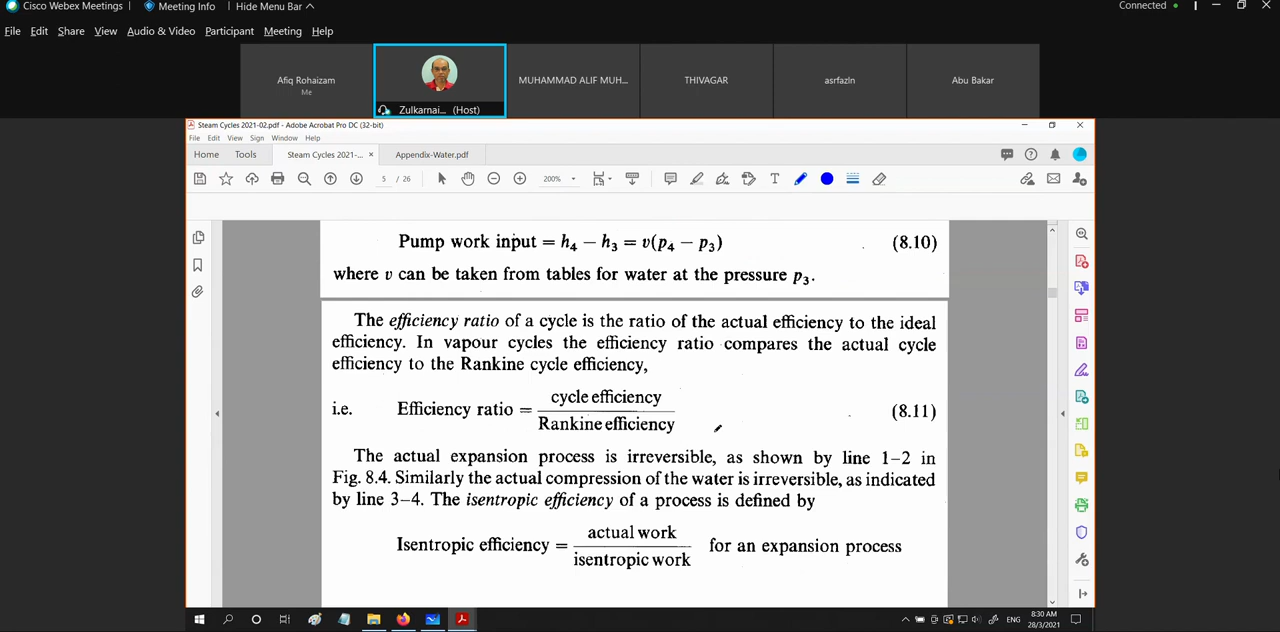 Cisco Webex Meetings | Meeting Info | Hide Menu Bar
Connected
File Edit Share View Audio & Video Participant Meeting Help
Afiq Rohaizam
Me
Zulkarnai... (Host)
MUHAMMAD ALIF MUH...
THIVAGAR
asrfazln
Abu Bakar
Steam Cycles 2021-02.pdf - Adobe Acrobat Pro DC (32-bit)
File Edit View Sign Window Help
Home Tools Steam Cycles 2021-... × Appendix-Water.pdf
5 / 26 200%
Pump work input = h₄ − h₃ = v(p₄ − p₃) (8.10)
where v can be taken from tables for water at the pressure p₃.
The efficiency ratio of a cycle is the ratio of the actual efficiency to the ideal
efficiency. In vapour cycles the efficiency ratio compares the actual cycle
efficiency to the Rankine cycle efficiency,
i.e. Efficiency ratio = cycle efficiency / Rankine efficiency (8.11)
The actual expansion process is irreversible, as shown by line 1–2 in
Fig. 8.4. Similarly the actual compression of the water is irreversible, as indicated
by line 3–4. The isentropic efficiency of a process is defined by
Isentropic efficiency = actual work / isentropic work for an expansion process
ENG
8:30 AM
28/3/2021